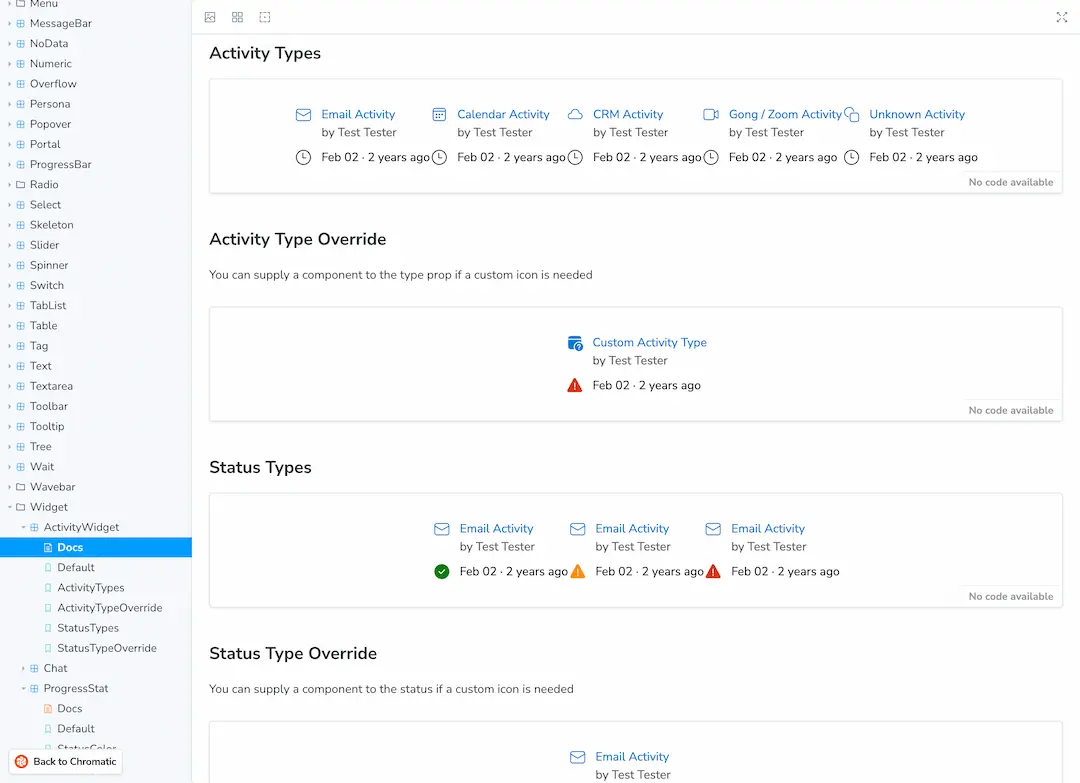 Menu
MessageBar
NoData
Numeric
Overflow
Persona
Popover
Portal
ProgressBar
Radio
Select
Skeleton
Slider
Spinner
Switch
TabList
Table
Tag
Text
Textarea
Toolbar
Tooltip
Tree
Wait
Wavebar
Widget
ActivityWidget
Docs
Default
ActivityTypes
ActivityTypeOverride
StatusTypes
StatusTypeOverride
Chat
ProgressStat
Docs
Default
StatusColor
Back to Chromatic
Activity Types
Email Activity Calendar Activity CRM Activity Gong / Zoom Activity Unknown Activity
by Test Tester by Test Tester by Test Tester by Test Tester by Test Tester
Feb 02 · 2 years ago Feb 02 · 2 years ago Feb 02 · 2 years ago Feb 02 · 2 years ago Feb 02 · 2 years ago
No code available
Activity Type Override
You can supply a component to the type prop if a custom icon is needed
Custom Activity Type
by Test Tester
Feb 02 · 2 years ago
No code available
Status Types
Email Activity Email Activity Email Activity
by Test Tester by Test Tester by Test Tester
Feb 02 · 2 years ago Feb 02 · 2 years ago Feb 02 · 2 years ago
No code available
Status Type Override
You can supply a component to the status if a custom icon is needed
Email Activity
by Test Tester